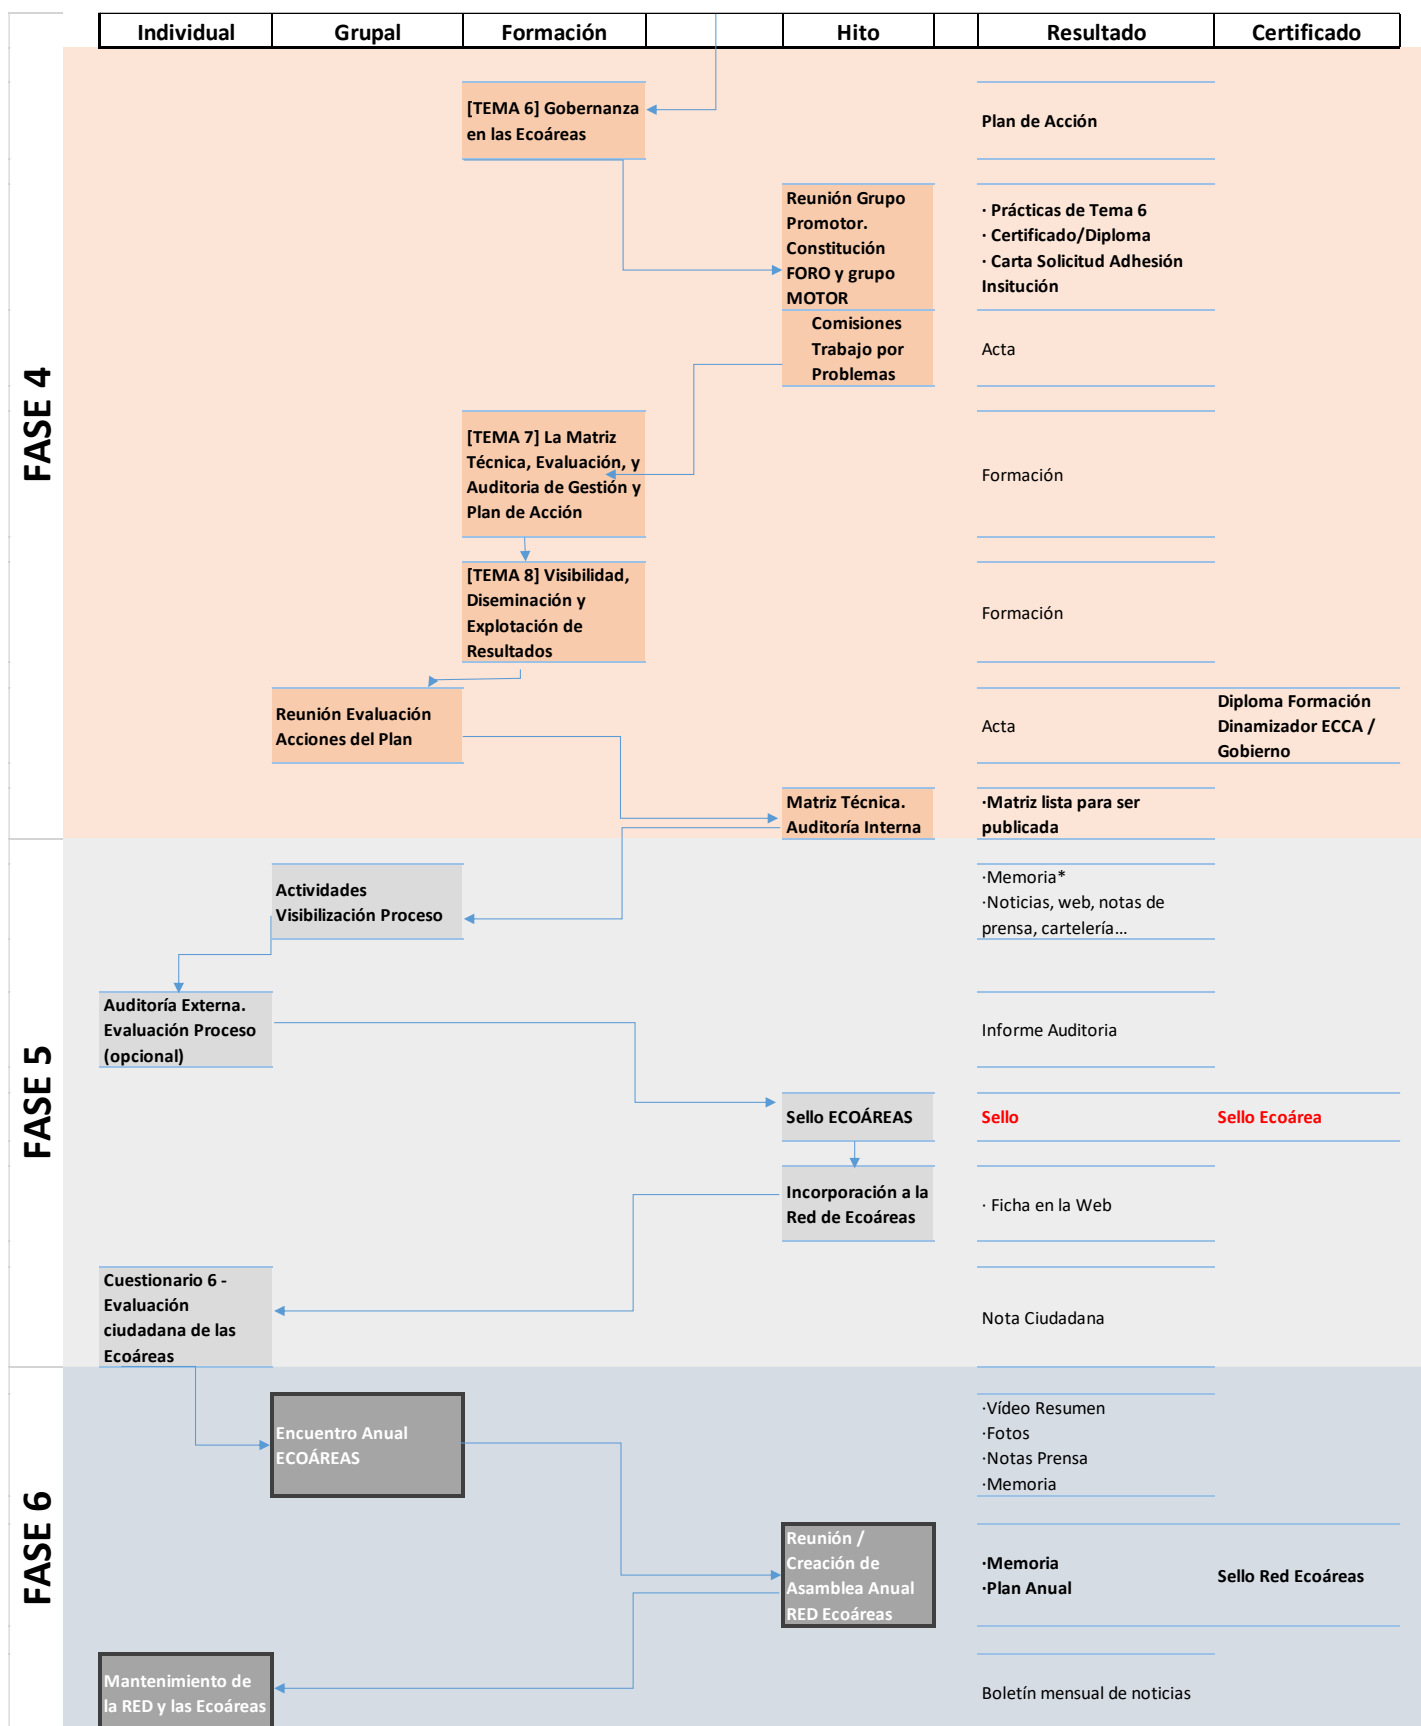 Individual
Grupal
Formación
Hito
Resultado
Certificado
FASE 4
[TEMA 6] Gobernanza
en las Ecoáreas
Plan de Acción
Reunión Grupo
Promotor.
Constitución
FORO y grupo
MOTOR
· Prácticas de Tema 6
· Certificado/Diploma
· Carta Solicitud Adhesión
Insitución
Comisiones
Trabajo por
Problemas
Acta
[TEMA 7] La Matriz
Técnica, Evaluación, y
Auditoria de Gestión y
Plan de Acción
Formación
[TEMA 8] Visibilidad,
Diseminación y
Explotación de
Resultados
Formación
Reunión Evaluación
Acciones del Plan
Acta
Diploma Formación
Dinamizador ECCA /
Gobierno
Matriz Técnica.
Auditoría Interna
·Matriz lista para ser
publicada
FASE 5
Actividades
Visibilización Proceso
·Memoria*
·Noticias, web, notas de
prensa, cartelería...
Auditoría Externa.
Evaluación Proceso
(opcional)
Informe Auditoria
Sello ECOÁREAS
Sello
Sello Ecoárea
Incorporación a la
Red de Ecoáreas
· Ficha en la Web
Cuestionario 6 -
Evaluación
ciudadana de las
Ecoáreas
Nota Ciudadana
FASE 6
Encuentro Anual
ECOÁREAS
·Vídeo Resumen
·Fotos
·Notas Prensa
·Memoria
Reunión /
Creación de
Asamblea Anual
RED Ecoáreas
·Memoria
·Plan Anual
Sello Red Ecoáreas
Mantenimiento de
la RED y las Ecoáreas
Boletín mensual de noticias